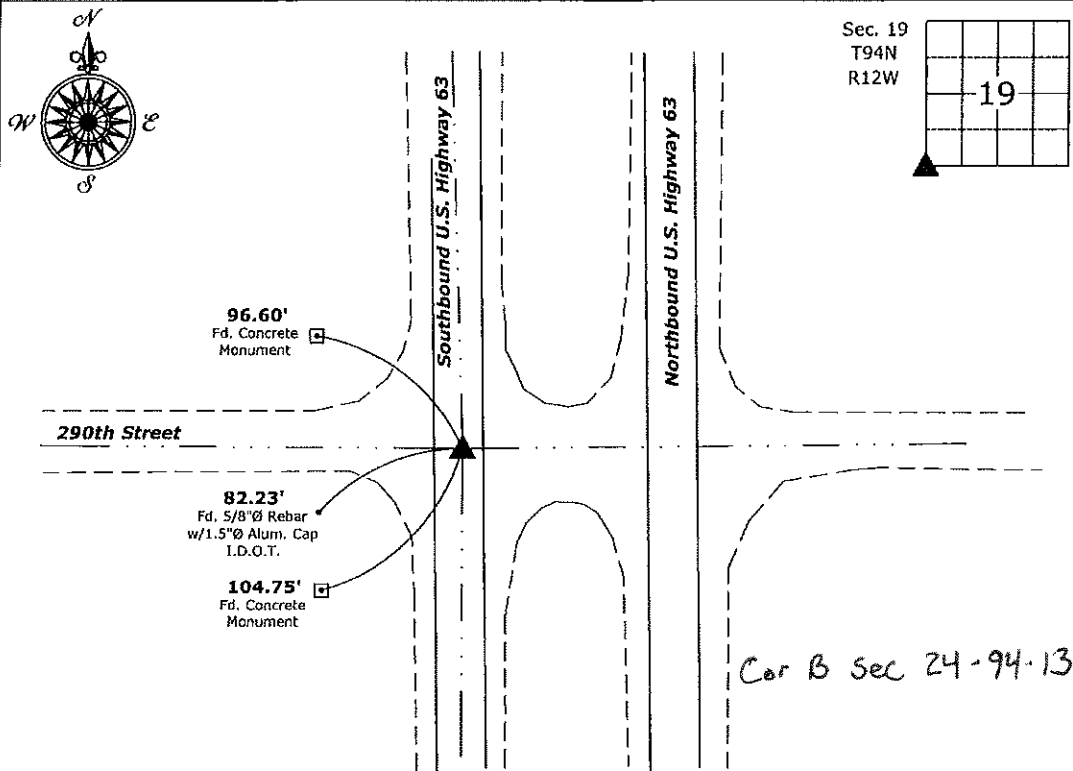 N
W
E
S
Sec. 19
T94N
R12W
19
Southbound U.S. Highway 63
Northbound U.S. Highway 63
96.60'
Fd. Concrete
Monument
290th Street
82.23'
Fd. 5/8"Ø Rebar
w/1.5"Ø Alum. Cap
I.D.O.T.
104.75'
Fd. Concrete
Monument
Cor B Sec 24-94-13